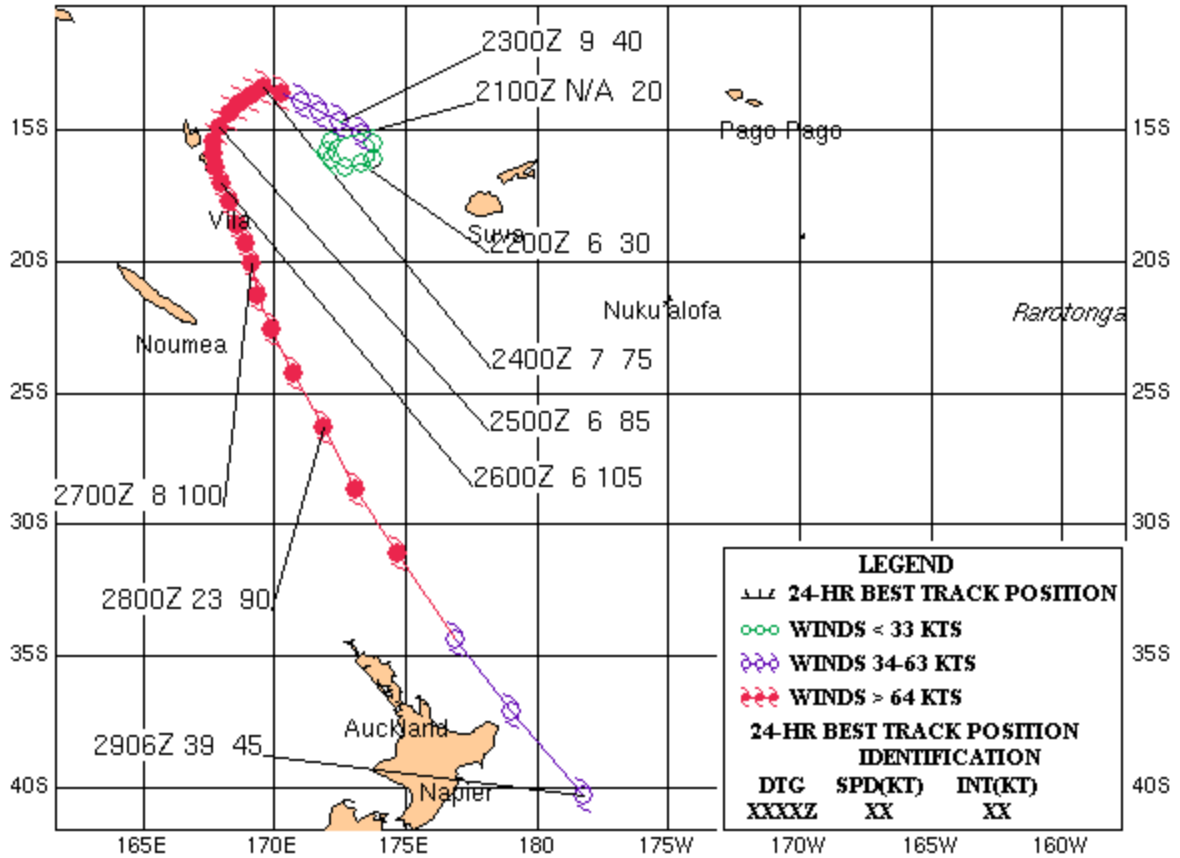 2300Z 9 40
2100Z N/A 20
15S
Pago Pago
15S
Vila
Suva
2200Z 6 30
20S
20S
Nuku'alofa
Rarotonga
Noumea
2400Z 7 75
25S
25S
2500Z 6 85
2600Z 6 105
2700Z 8 100
30S
30S
LEGEND
24-HR BEST TRACK POSITION
2800Z 23 90
WINDS < 33 KTS
35S
35S
WINDS 34-63 KTS
WINDS > 64 KTS
Auckland
24-HR BEST TRACK POSITION
2906Z 39 45
IDENTIFICATION
40S
Napier
DTG SPD(KT) INT(KT)
40S
XXXXZ XX XX
165E 170E 175E 180 175W 170W 165W 160W